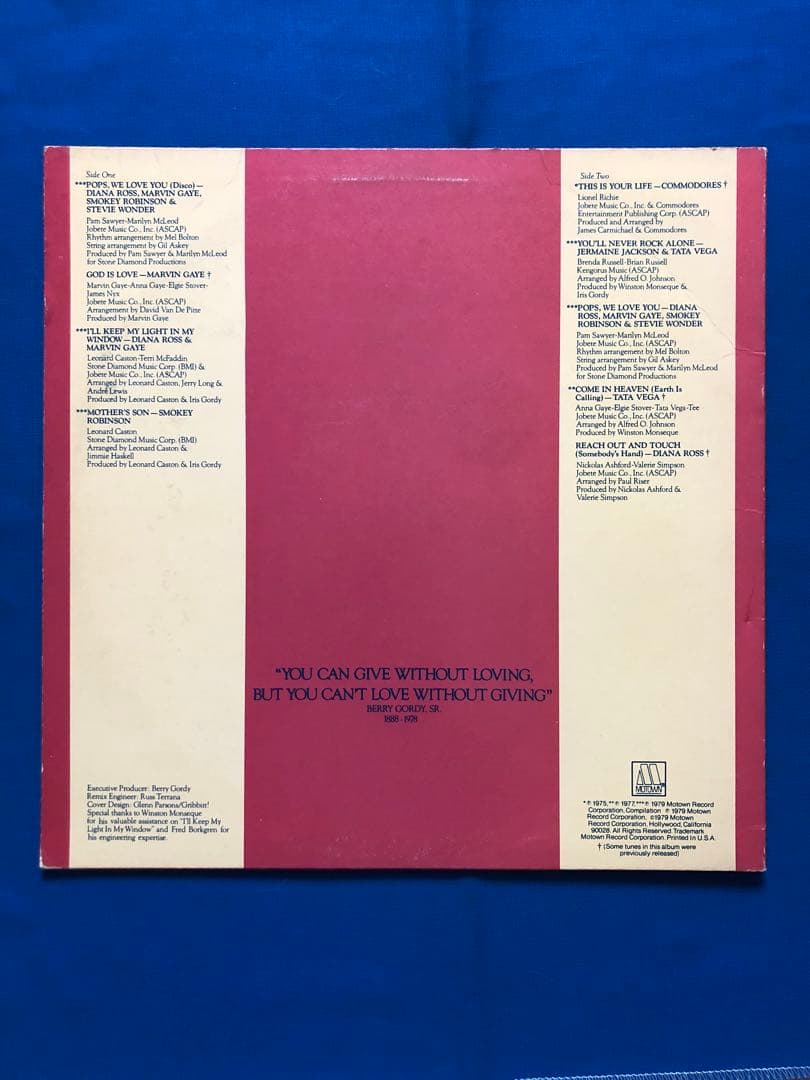 Side One
***POPS, WE LOVE YOU (Disco) —
DIANA ROSS, MARVIN GAYE,
SMOKEY ROBINSON &
STEVIE WONDER
Pam Sawyer-Marilyn McLeod
Jobete Music Co., Inc. (ASCAP)
Rhythm arrangement by Mel Bolton
String arrangement by Gil Askey
Produced by Pam Sawyer & Marilyn McLeod
for Stone Diamond Productions
GOD IS LOVE — MARVIN GAYE †
Marvin Gaye-Anna Gaye-Elgie Stover-
James Nyx
Jobete Music Co., Inc. (ASCAP)
Arrangement by David Van De Pitte
Produced by Marvin Gaye
***I'LL KEEP MY LIGHT IN MY
WINDOW — DIANA ROSS &
MARVIN GAYE
Leonard Caston-Terri McFaddin
Stone Diamond Music Corp. (BMI) &
Jobete Music Co., Inc. (ASCAP)
Arranged by Leonard Caston, Jerry Long &
André Lewis
Produced by Leonard Caston & Iris Gordy
***MOTHER'S SON — SMOKEY
ROBINSON
Leonard Caston
Stone Diamond Music Corp. (BMI)
Arranged by Leonard Caston &
Jimmie Haskell
Produced by Leonard Caston & Iris Gordy
Executive Producer: Berry Gordy
Remix Engineer: Russ Terrana
Cover Design: Glenn Parsons/Gribbitt!
Special thanks to Winston Monseque
for his valuable assistance on "I'll Keep My
Light In My Window" and Fred Borkgren for
his engineering expertise.
"YOU CAN GIVE WITHOUT LOVING,
BUT YOU CAN'T LOVE WITHOUT GIVING"
BERRY GORDY, SR.
1888 - 1978
Side Two
*THIS IS YOUR LIFE — COMMODORES †
Lionel Richie
Jobete Music Co., Inc. & Commodores
Entertainment Publishing Corp. (ASCAP)
Produced and Arranged by
James Carmichael & Commodores
***YOU'LL NEVER ROCK ALONE —
JERMAINE JACKSON & TATA VEGA
Brenda Russell-Brian Russell
Kengorus Music (ASCAP)
Arranged by Alfred O. Johnson
Produced by Winston Monseque &
Iris Gordy
***POPS, WE LOVE YOU — DIANA
ROSS, MARVIN GAYE, SMOKEY
ROBINSON & STEVIE WONDER
Pam Sawyer-Marilyn McLeod
Jobete Music Co., Inc. (ASCAP)
Rhythm arrangement by Mel Bolton
String arrangement by Gil Askey
Produced by Pam Sawyer & Marilyn McLeod
for Stone Diamond Productions
**COME IN HEAVEN (Earth Is
Calling) — TATA VEGA †
Anna Gaye-Elgie Stover-Tata Vega-Tee
Jobete Music Co., Inc. (ASCAP)
Arranged by Alfred O. Johnson
Produced by Winston Monseque
REACH OUT AND TOUCH
(Somebody's Hand) — DIANA ROSS †
Nickolas Ashford-Valerie Simpson
Jobete Music Co., Inc. (ASCAP)
Arranged by Paul Riser
Produced by Nickolas Ashford &
Valerie Simpson
MOTOWN®
*℗ 1975, **℗ 1977, ***℗ 1979 Motown Record
Corporation, Compilation ℗ 1979 Motown
Record Corporation, ©1979 Motown
Record Corporation, Hollywood, California
90028. All Rights Reserved. Trademark
Motown Record Corporation. Printed In U.S.A.
† (Some tunes in this album were
previously released)